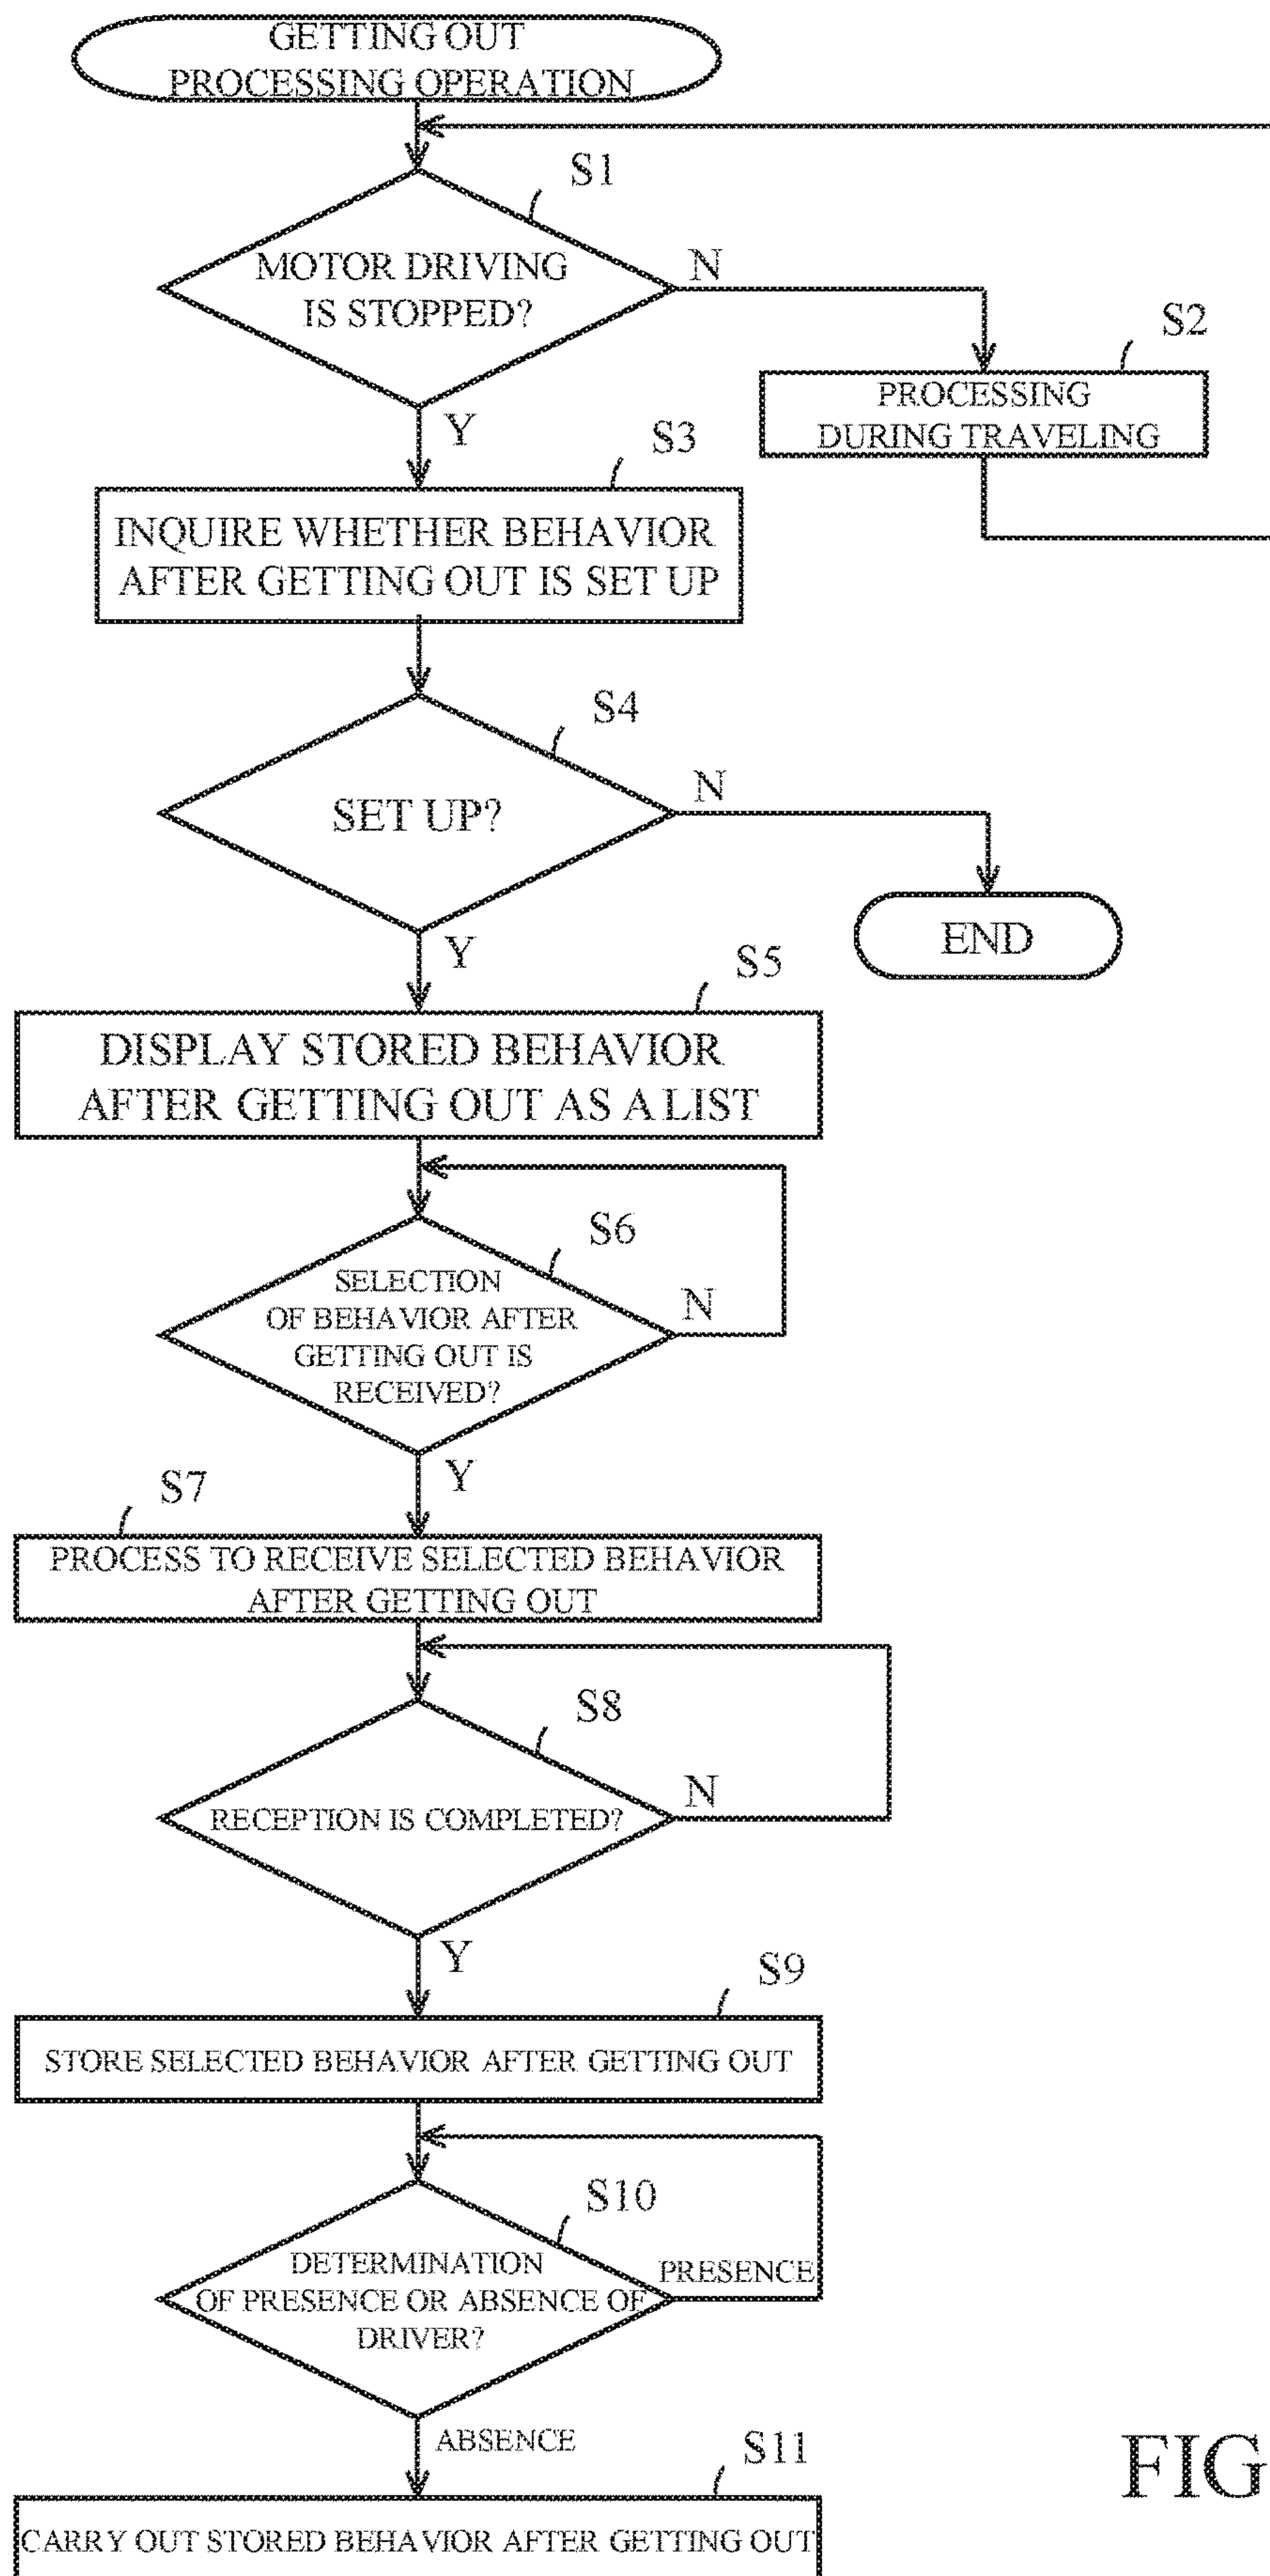 GETTING OUT
PROCESSING OPERATION
S1
MOTOR DRIVING
IS STOPPED?
N
S2
PROCESSING
DURING TRAVELING
Y
S3
INQUIRE WHETHER BEHAVIOR
AFTER GETTING OUT IS SET UP
S4
SET UP?
N
END
Y
S5
DISPLAY STORED BEHAVIOR
AFTER GETTING OUT AS A LIST
S6
SELECTION
OF BEHAVIOR AFTER
GETTING OUT IS
RECEIVED?
N
Y
S7
PROCESS TO RECEIVE SELECTED BEHAVIOR
AFTER GETTING OUT
S8
RECEPTION IS COMPLETED?
N
Y
S9
STORE SELECTED BEHAVIOR AFTER GETTING OUT
S10
DETERMINATION
OF PRESENCE OR ABSENCE OF
DRIVER?
PRESENCE
ABSENCE
S11
CARRY OUT STORED BEHAVIOR AFTER GETTING OUT
FIG